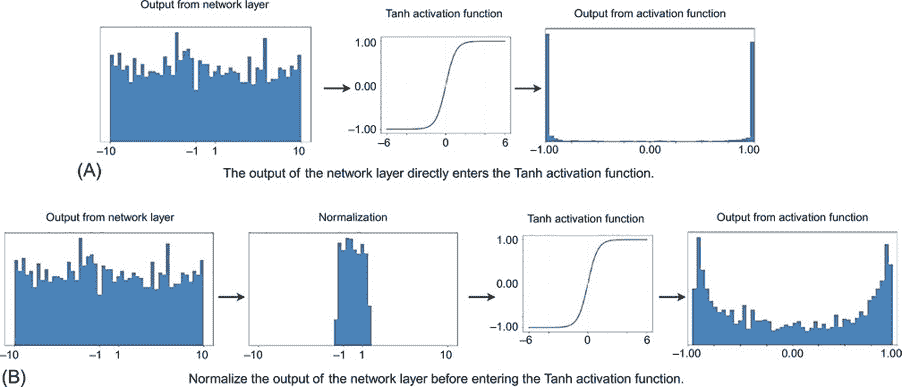 Output from network layer
Tanh activation function
Output from activation function
1.00
0.00
−1.00
−10 −1 1 10
−6 0 6
−1.00 0.00 1.00
(A)
The output of the network layer directly enters the Tanh activation function.
Output from network layer
Normalization
Tanh activation function
Output from activation function
1.00
0.00
−1.00
−10 −1 1 10
−10 −1 1 10
−6 0 6
−1.00 0.00 1.00
(B)
Normalize the output of the network layer before entering the Tanh activation function.